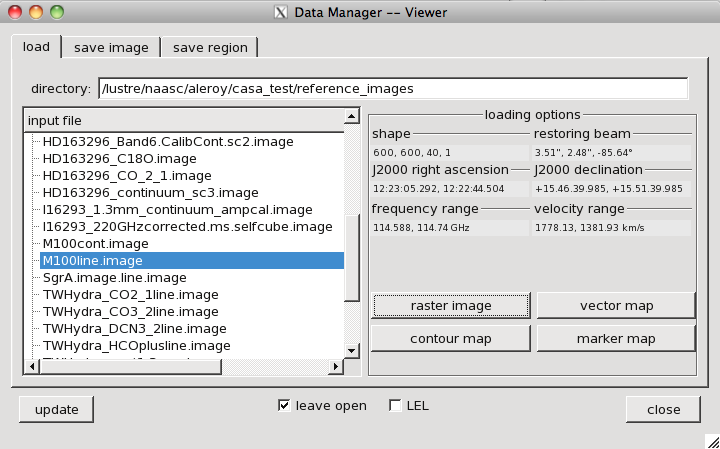 Data Manager -- Viewer
load save image save region
directory: /lustre/naasc/aleroy/casa_test/reference_images
input file
HD163296_Band6.CalibCont.sc2.image
HD163296_C18O.image
HD163296_CO_2_1.image
HD163296_continuum_sc3.image
I16293_1.3mm_continuum_ampcal.image
I16293_220GHzcorrected.ms.selfcube.image
M100cont.image
M100line.image
SgrA.image.line.image
TWHydra_CO2_1line.image
TWHydra_CO3_2line.image
TWHydra_DCN3_2line.image
TWHydra_HCOplusline.image
loading options
shape restoring beam
600, 600, 40, 1 3.51", 2.48", -85.64°
J2000 right ascension J2000 declination
12:23:05.292, 12:22:44.504 +15.46.39.985, +15.51.39.985
frequency range velocity range
114.588, 114.74 GHz 1778.13, 1381.93 km/s
raster image vector map
contour map marker map
update leave open LEL close